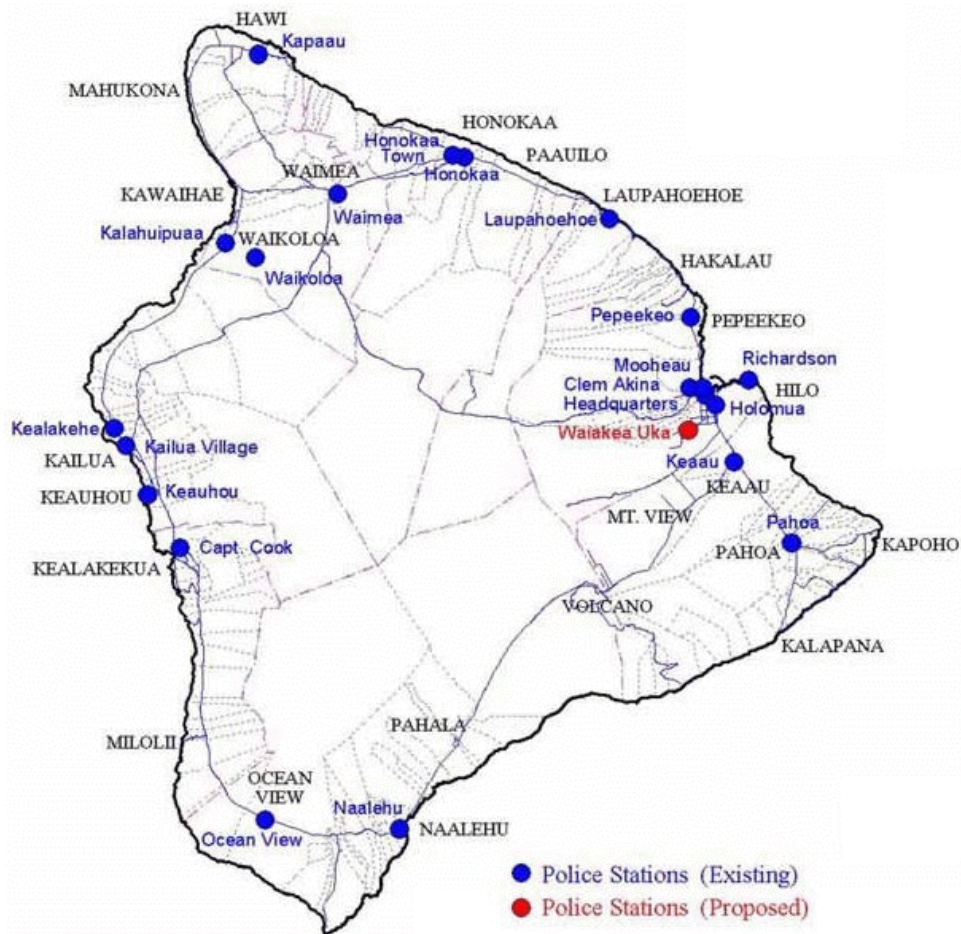 HAWI
Kapaau
MAHUKONA
HONOKAA
Honokaa
Town
PAAUILO
WAIMEA
Honokaa
KAWAIHAE
LAUPAHOEHOE
Waimea
Laupahoehoe
Kalahuipuaa
WAIKOLOA
HAKALAU
Waikoloa
Pepeekeo
PEPEEKEO
Mooheau
Richardson
Clem Akina
HILO
Headquarters
Holomua
Kealakehe
Waiakea Uka
Kailua Village
KAILUA
Keaau
KEAAU
KEAUHOU
Keauhou
MT. VIEW
Pahoa
Capt. Cook
PAHOA
KAPOHO
KEALAKEKUA
VOLCANO
KALAPANA
PAHALA
MILOLII
OCEAN
VIEW
Naalehu
Ocean View
NAALEHU
Police Stations (Existing)
Police Stations (Proposed)